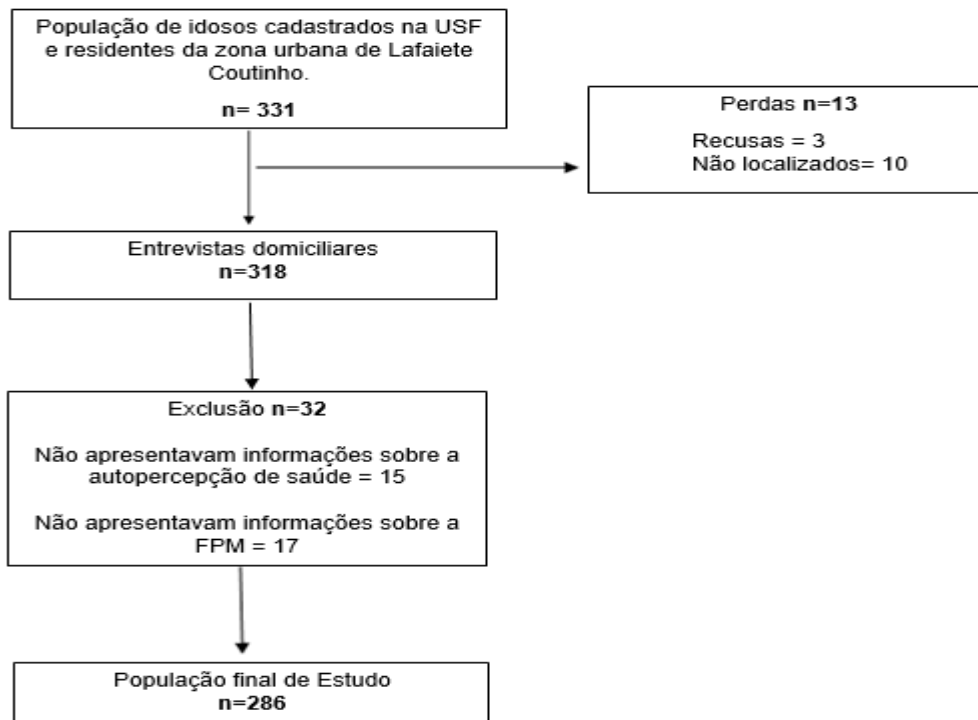 População de idosos cadastrados na USF
e residentes da zona urbana de Lafaiete
Coutinho.
n= 331
Perdas n=13
Recusas = 3
Não localizados= 10
Entrevistas domiciliares
n=318
Exclusão n=32
Não apresentavam informações sobre a
autopercepção de saúde = 15
Não apresentavam informações sobre a
FPM = 17
População final de Estudo
n=286